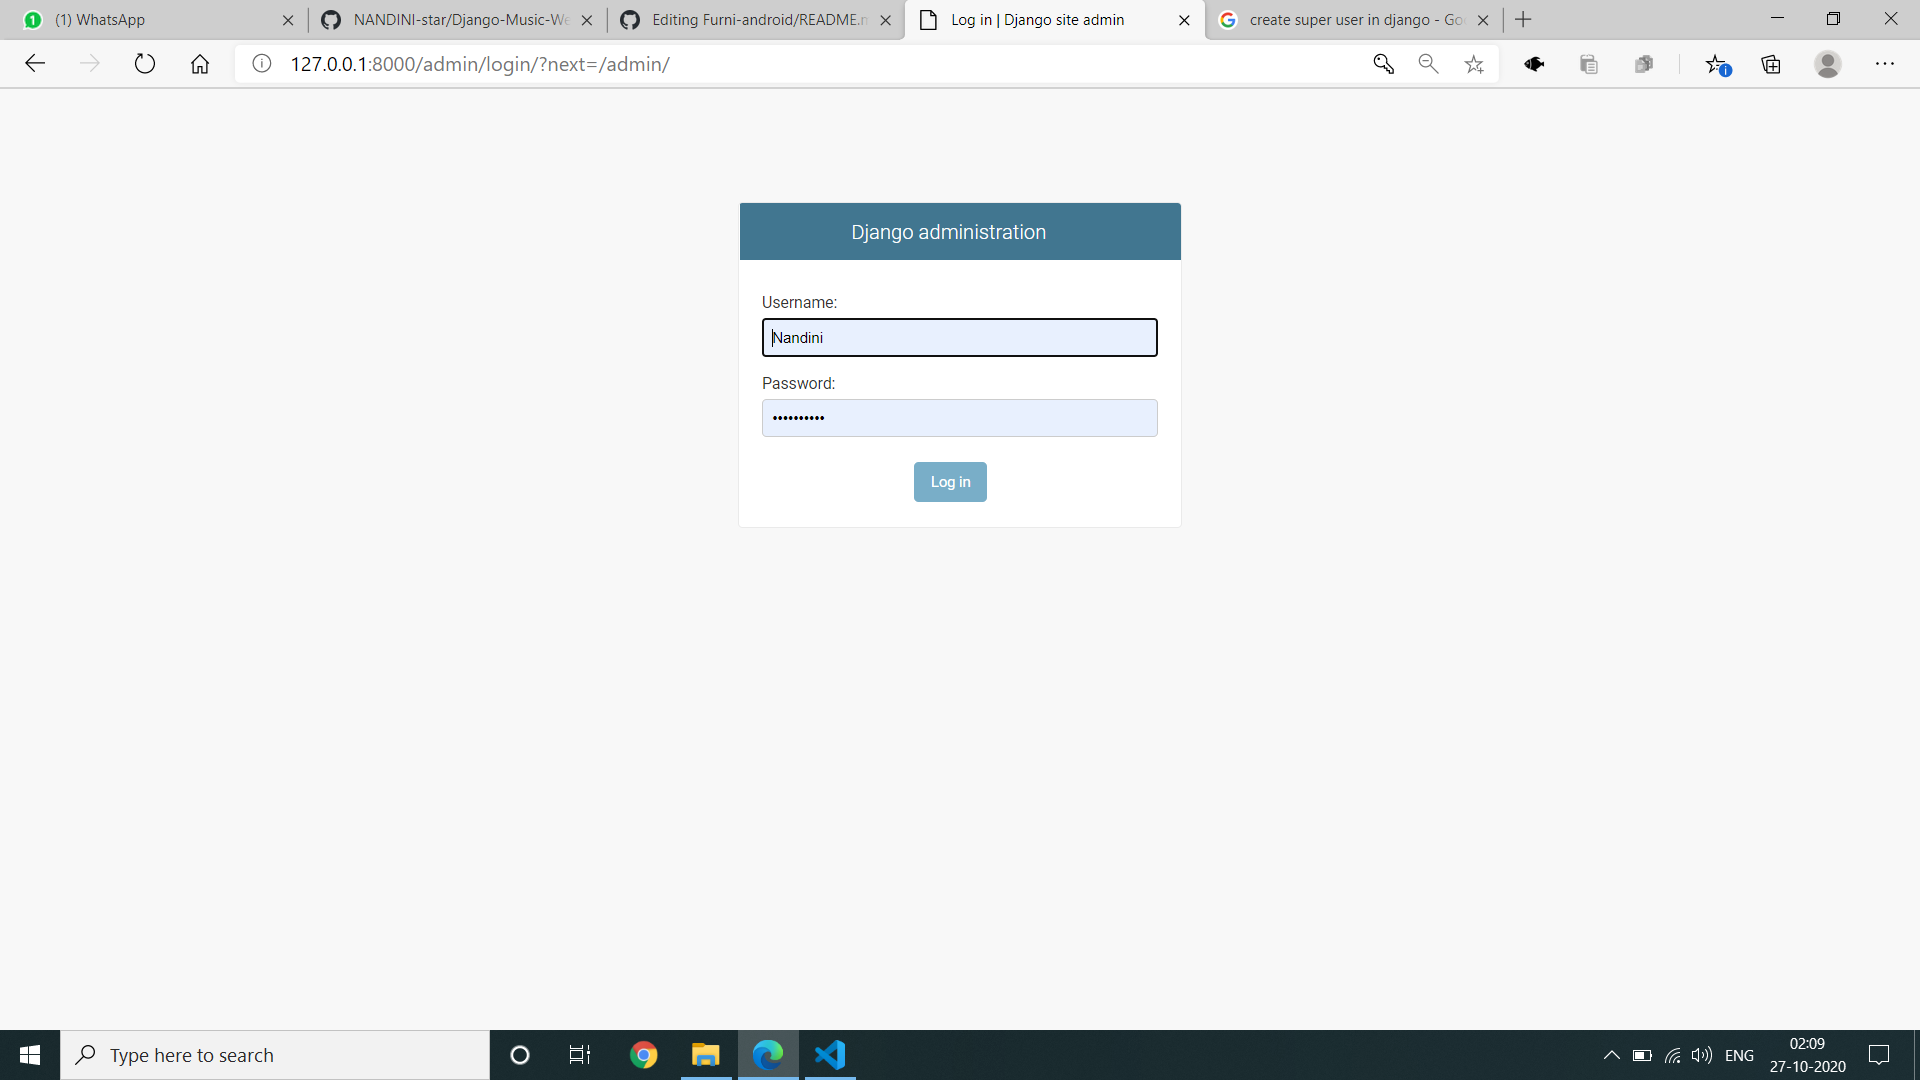 (1) WhatsApp
NANDINI-star/Django-Music-We
Editing Furni-android/README.m
Log in | Django site admin
create super user in django - Goo
127.0.0.1:8000/admin/login/?next=/admin/
Django administration
Username:
Nandini
Password:
••••••••••
Log in
Type here to search
ENG
02:09
27-10-2020